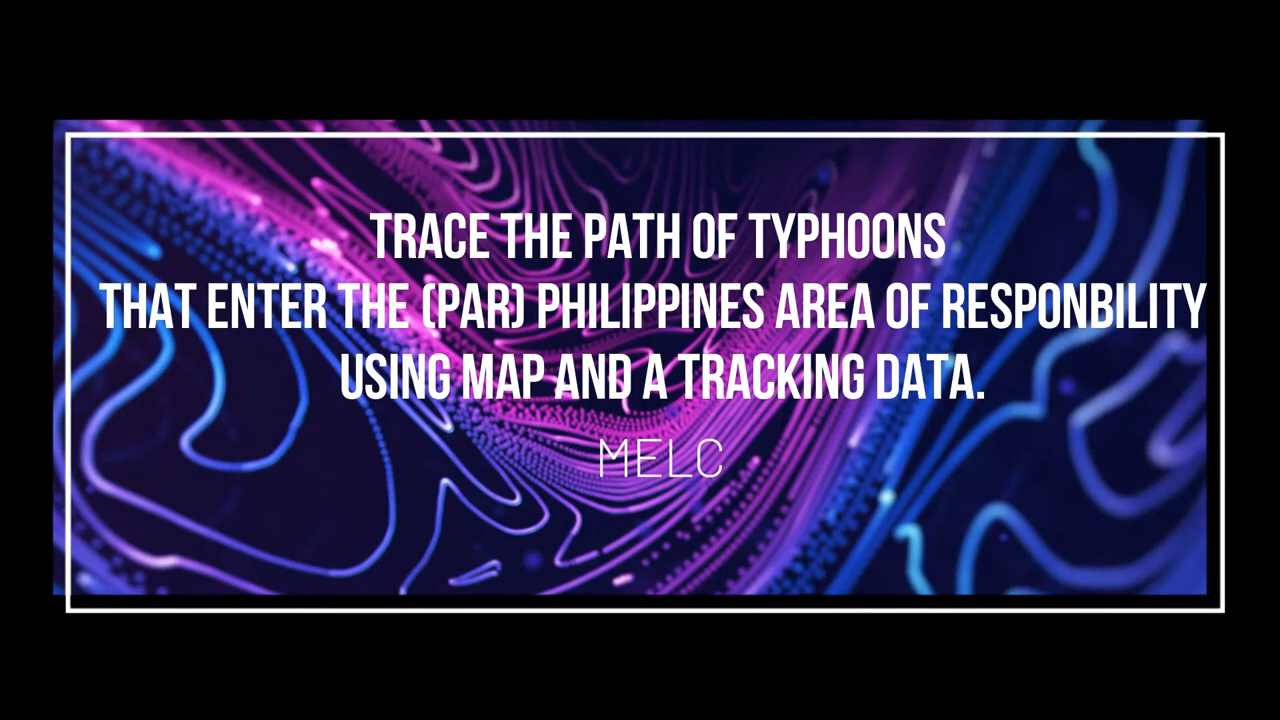 TRACE THE PATH OF TYPHOONS
THAT ENTER THE (PAR) PHILIPPINES AREA OF RESPONBILITY
USING MAP AND A TRACKING DATA.
MELC